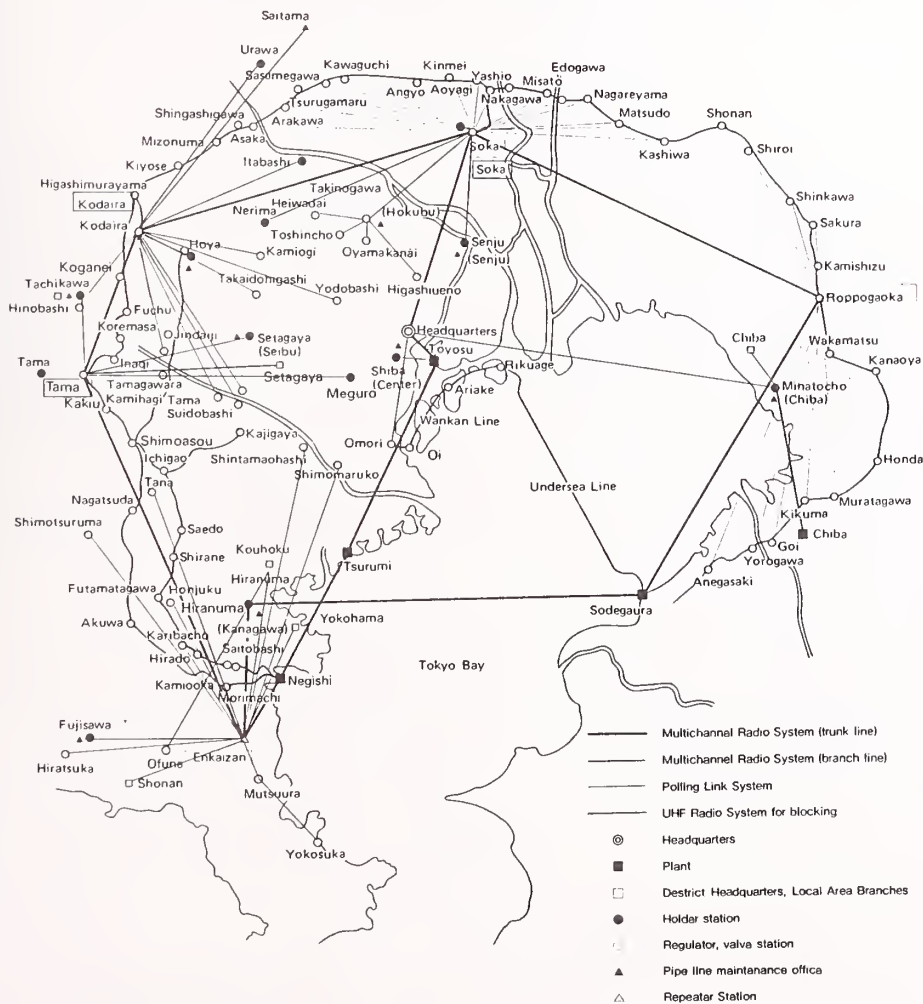 Saitama
Urawa
Sasomegawa
Kawaguchi
Kinmei
Yashio
Edogawa
Misato
Angyo
Aoyagi
Nakagawa
Nagareyama
Tsurugamaru
Matsudo
Shonan
Shingashigawa
Arakawa
Mizonuma
Asaka
Soka
Kashiwa
Shiroi
Kiyose
Itabashi
Soka
Takinogawa
Higashimurayama
Heiwadai
(Hokubu)
Shinkawa
Kodaira
Nerima
Toshincho
Senju
Sakura
Kodaira
Hoya
Oyamakanai
(Senju)
Kamiogi
Kamishizu
Koganei
Takaidohigashi
Yodobashi
Higashiueno
Tachikawa
Roppogaoka
Hinobashi
Fuchu
Koremasa
Jindaiji
Setagaya
Headquarters
Chiba
Wakamatsu
(Seibu)
Toyosu
Kanaoya
Inagi
Shiba
Rikuage
Tama
Setagaya
(Center)
Minatocho
Tama
Tamagawara
Meguro
Ariake
(Chiba)
Kamihagi
Tama
Kakiu
Suidobashi
Wankan Line
Kajigaya
Omori
Shimoasou
Oi
Ichigao
Shintamaohashi
Shimomaruko
Honda
Tana
Undersea Line
Nagatsuda
Muratagawa
Kikuma
Shimotsuruma
Saedo
Goi
Chiba
Kouhoku
Yorogawa
Shirane
Tsurumi
Anegasaki
Hiranuma
Futamatagawa
Honjuku
Hiranuma
Sodegaura
Akuwa
(Kanagawa)
Yokohama
Karibacho
Saitobashi
Hirado
Tokyo Bay
Kamiooka
Negishi
Morimachi
Fujisawa
Ofuna
Enkaizan
Hiratsuka
Shonan
Mutsuura
Yokosuka
Multichannel Radio System (trunk line)
Multichannel Radio System (branch line)
Polling Link System
UHF Radio System for blocking
Headquarters
Plant
Destrict Headquarters, Local Area Branches
Holder station
Regulator, valva station
Pipe line maintenance office
Repeatar Station